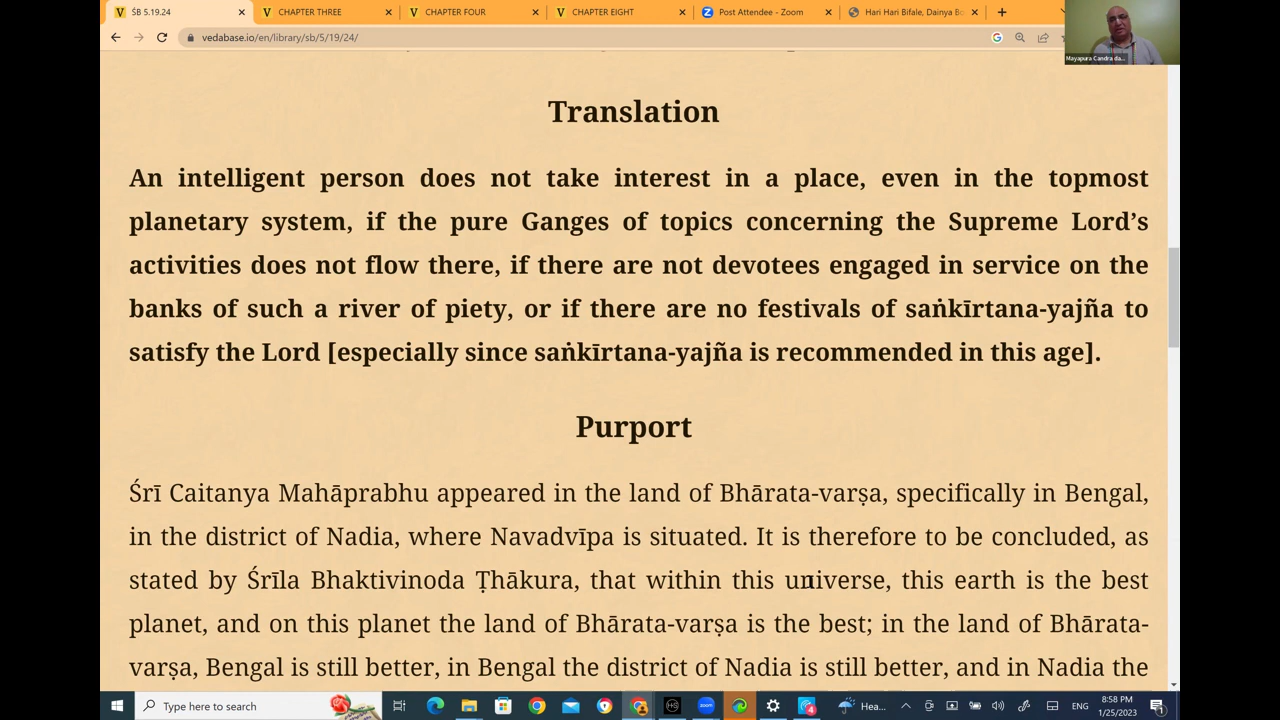 ŚB 5.19.24
CHAPTER THREE
CHAPTER FOUR
CHAPTER EIGHT
Post Attendee - Zoom
Hari Hari Bifale, Dainya Bo
vedabase.io/en/library/sb/5/19/24/
Mayapura Candra da...
Translation
An intelligent person does not take interest in a place, even in the topmost
planetary system, if the pure Ganges of topics concerning the Supreme Lord’s
activities does not flow there, if there are not devotees engaged in service on the
banks of such a river of piety, or if there are no festivals of saṅkīrtana-yajña to
satisfy the Lord [especially since saṅkīrtana-yajña is recommended in this age].
Purport
Śrī Caitanya Mahāprabhu appeared in the land of Bhārata-varṣa, specifically in Bengal,
in the district of Nadia, where Navadvīpa is situated. It is therefore to be concluded, as
stated by Śrīla Bhaktivinoda Ṭhākura, that within this universe, this earth is the best
planet, and on this planet the land of Bhārata-varṣa is the best; in the land of Bhārata-
varṣa, Bengal is still better, in Bengal the district of Nadia is still better, and in Nadia the
Type here to search
zoom
4
Hea...
ENG
8:58 PM
1/25/2023
1